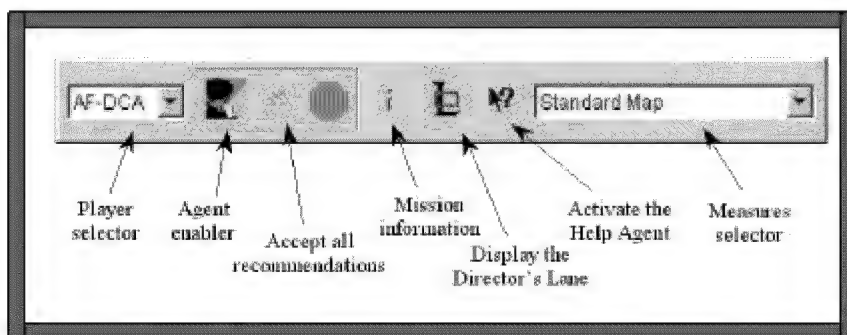 AF-DCA
i
?
Standard Map
Player
selector
Agent
enabler
Accept all
recommendations
Mission
information
Display the
Director's Lane
Activate the
Help Agent
Measures
selector